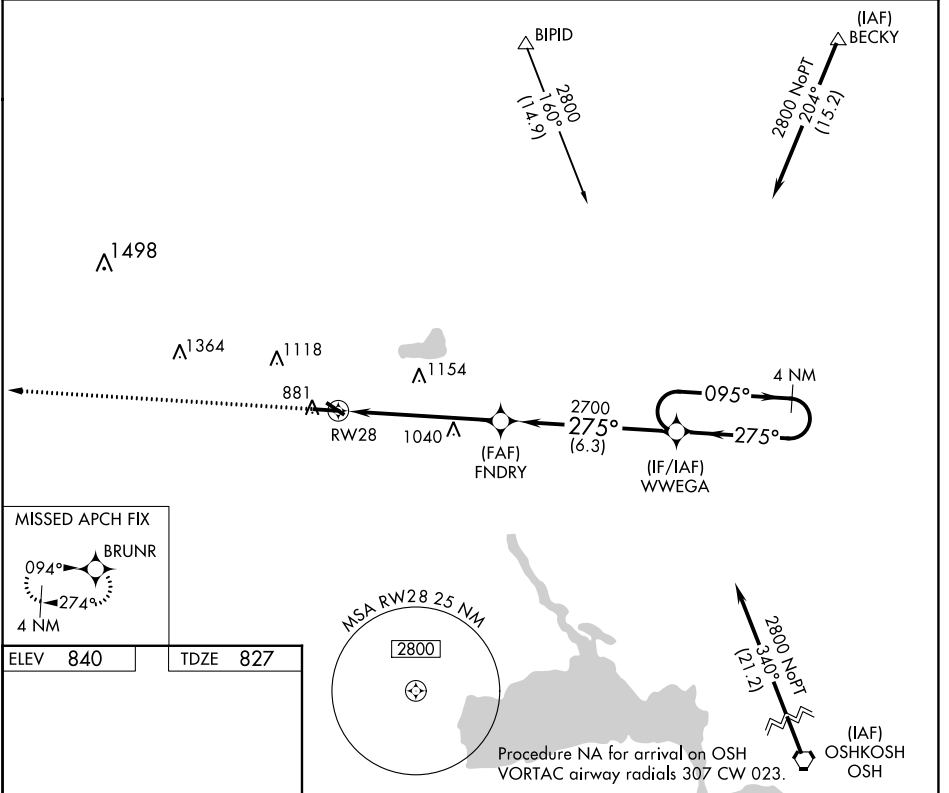 BIPID
2800
160°
(14.9)
(IAF)
BECKY
2800 NoPT
204°
(15.2)
1498
1364
1118
1154
881
RW28
1040
(FAF)
FNDRY
2700
275°
(6.3)
095°
4 NM
275°
(IF/IAF)
WWEGA
MISSED APCH FIX
BRUNR
094°
274°
4 NM
ELEV 840
TDZE 827
MSA RW28 25 NM
2800
2800 NoPT
340°
(21.2)
(IAF)
OSHKOSH
OSH
Procedure NA for arrival on OSH
VORTAC airway radials 307 CW 023.